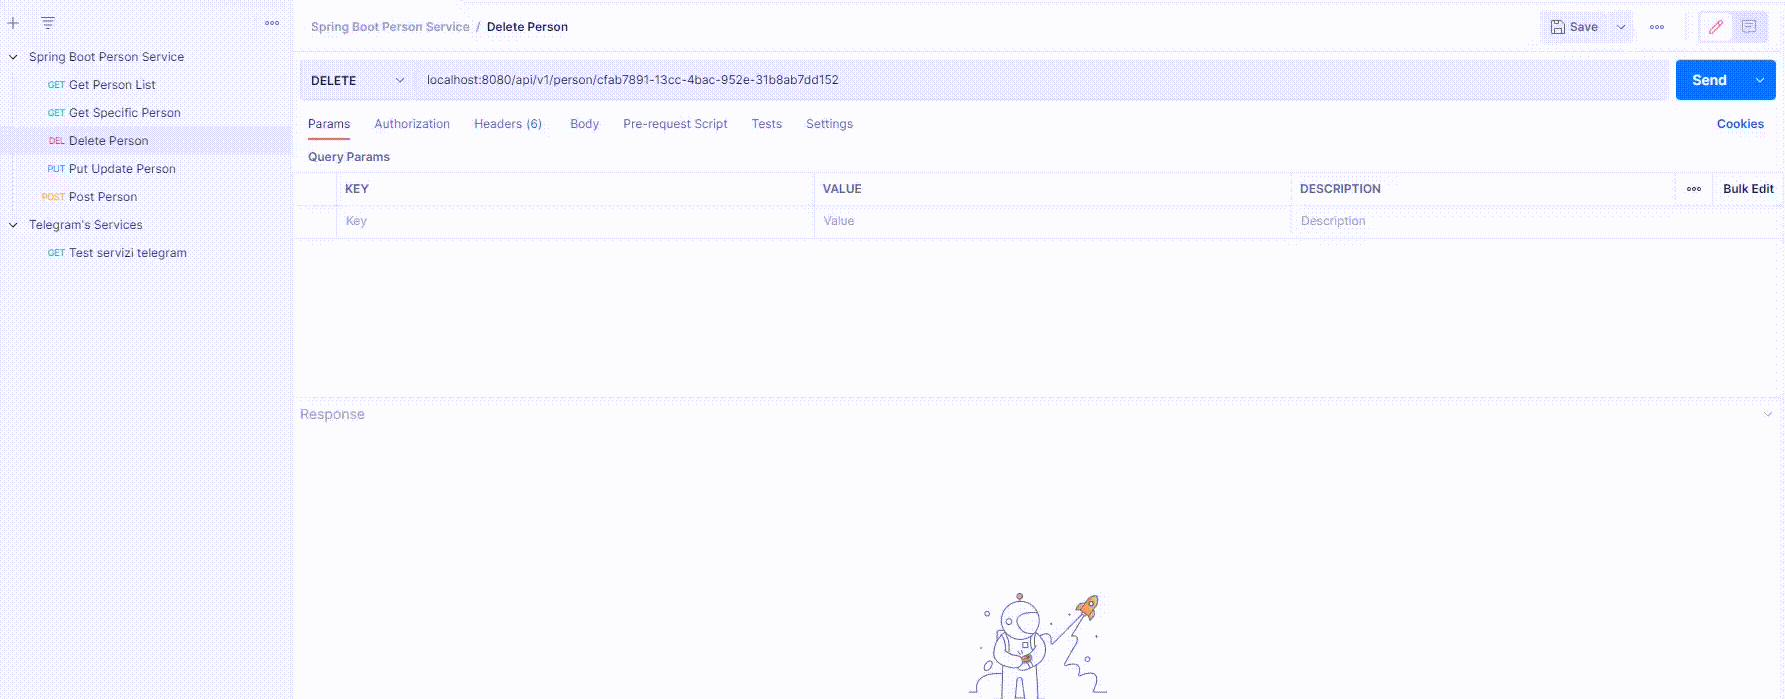 Spring Boot Person Service
GET Get Person List
GET Get Specific Person
DEL Delete Person
PUT Put Update Person
POST Post Person
Telegram's Services
GET Test servizi telegram
Spring Boot Person Service / Delete Person
Save
DELETE localhost:8080/api/v1/person/cfab7891-13cc-4bac-952e-31b8ab7dd152 Send
Params Authorization Headers (6) Body Pre-request Script Tests Settings Cookies
Query Params
KEY VALUE DESCRIPTION Bulk Edit
Key Value Description
Response